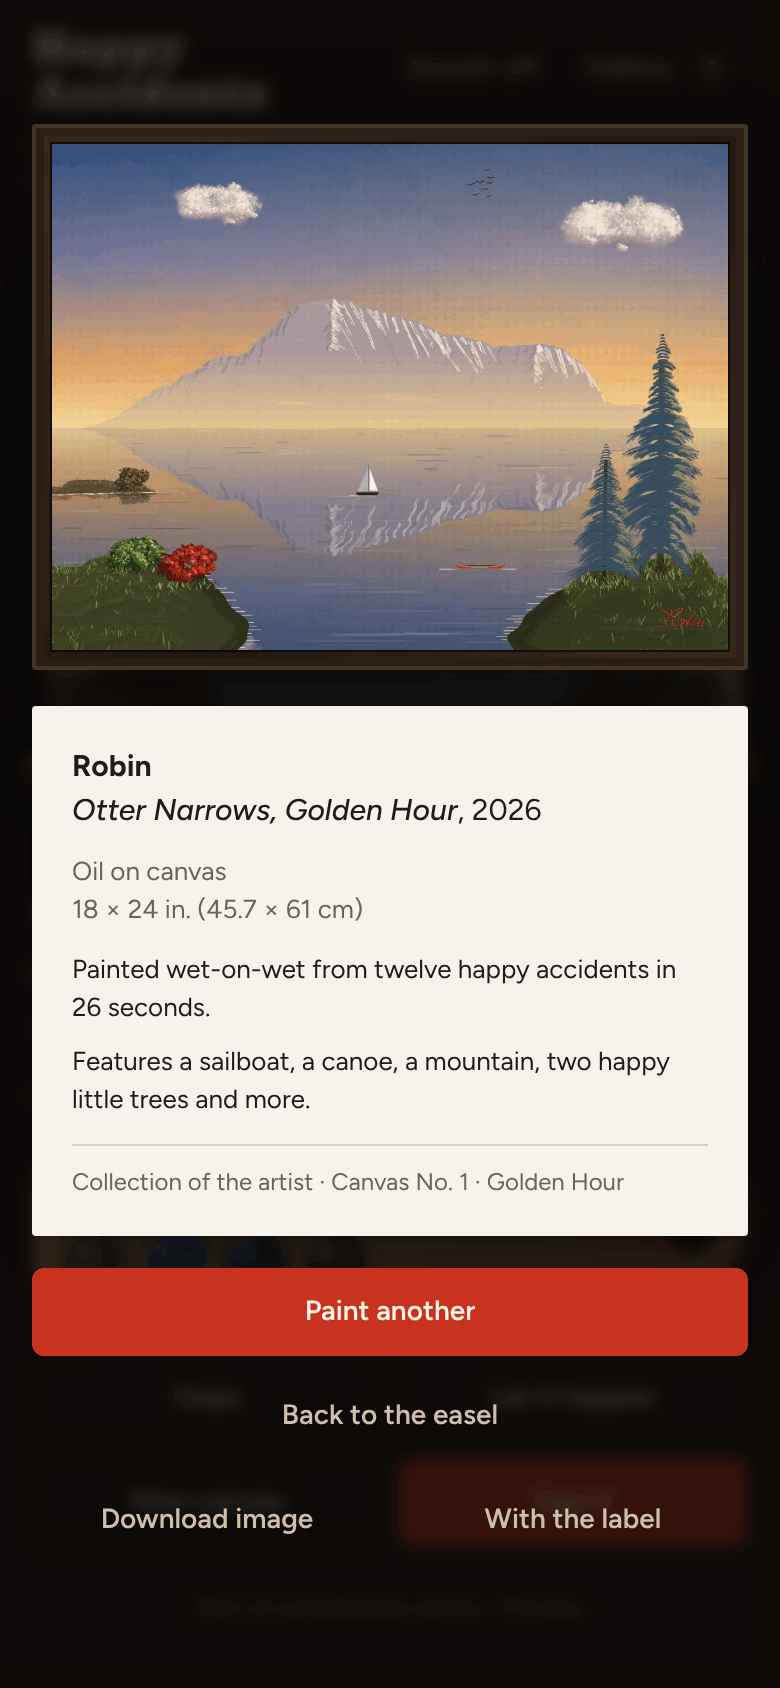 Happy
Accidents
Robin
Robin
Otter Narrows, Golden Hour, 2026
Oil on canvas
18 × 24 in. (45.7 × 61 cm)
Painted wet-on-wet from twelve happy accidents in
26 seconds.
Features a sailboat, a canoe, a mountain, two happy
little trees and more.
Collection of the artist · Canvas No. 1 · Golden Hour
Paint another
Back to the easel
Download image
With the label